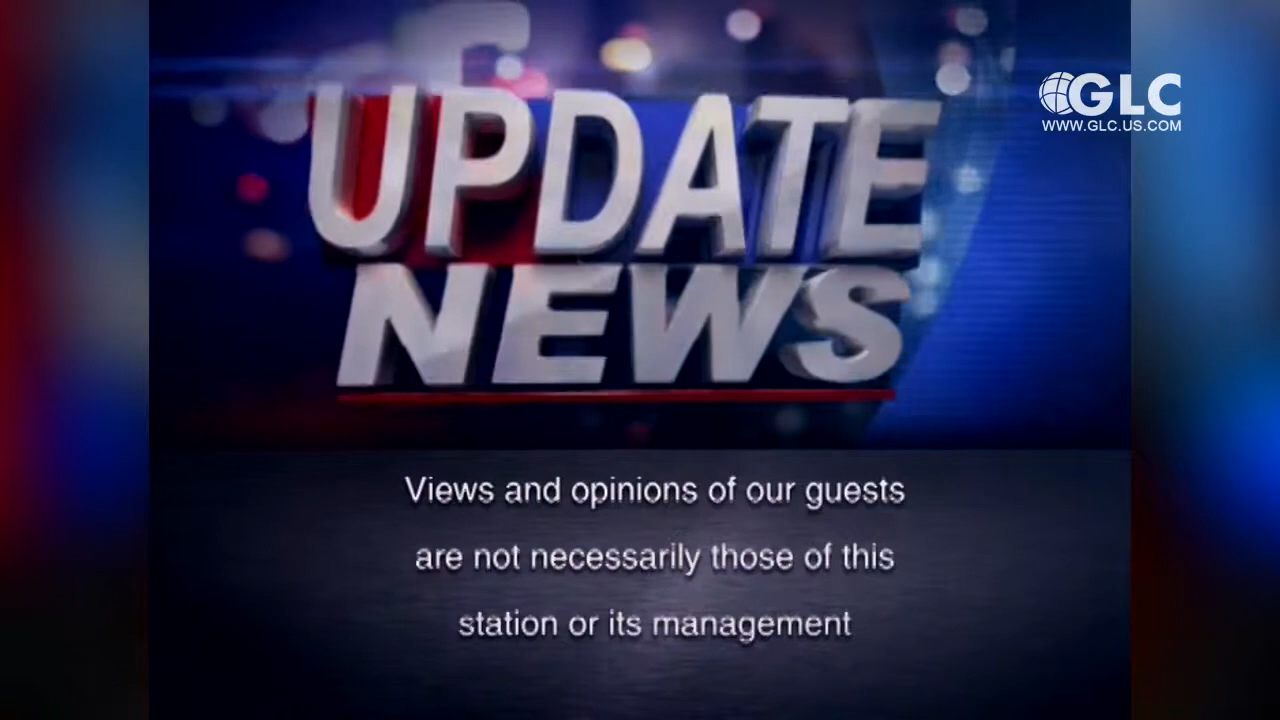 GLC
WWW.GLC.US.COM
UPDATE
NEWS
Views and opinions of our guests
are not necessarily those of this
station or its management